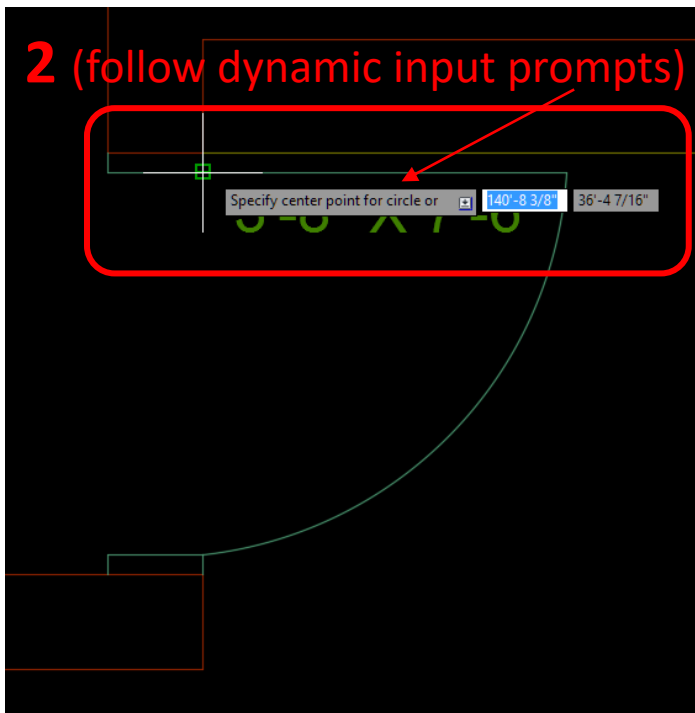 2 (follow dynamic input prompts)
Specify center point for circle or 140'-8 3/8" 36'-4 7/16"